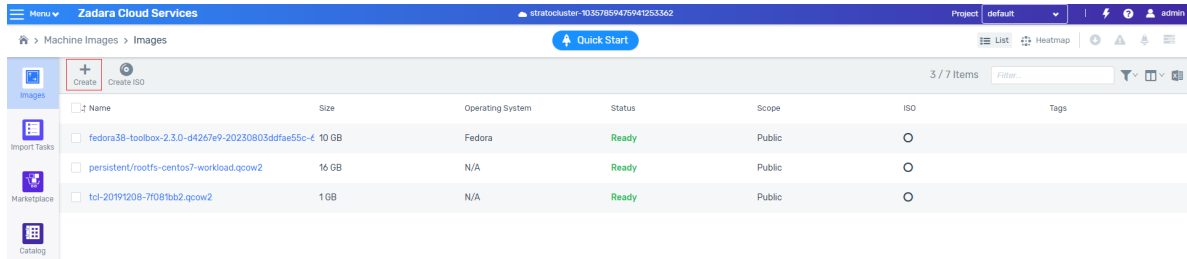 Menu Zadara Cloud Services stratocluster-10357859475941253362 Project default admin
Machine Images > Images Quick Start List Heatmap
Images
Create Create ISO 3 / 7 Items Filter...
Name Size Operating System Status Scope ISO Tags
fedora38-toolbox-2.3.0-d4267e9-20230803ddfae55c-6 10 GB Fedora Ready Public
Import Tasks
persistent/rootfs-centos7-workload.qcow2 16 GB N/A Ready Public
Marketplace
tcl-20191208-7f081bb2.qcow2 1 GB N/A Ready Public
Catalog